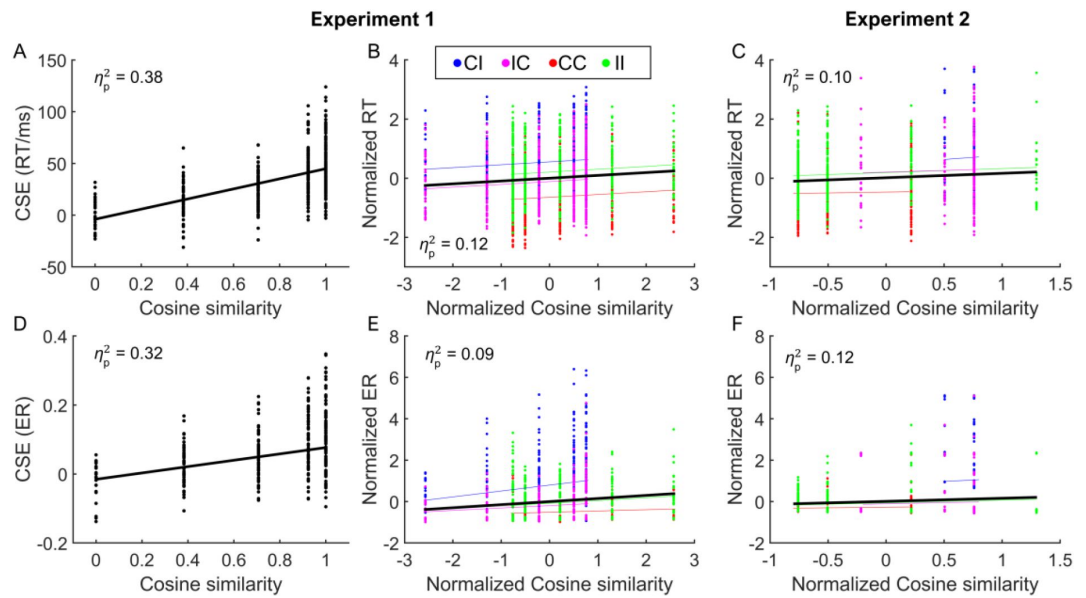 Experiment 1
Experiment 2
A
150
100
50
0
-50
CSE (RT/ms)
η²p = 0.38
0 0.2 0.4 0.6 0.8 1
Cosine similarity
B
CI IC CC II
4
2
0
-2
Normalized RT
η²p = 0.12
-3 -2 -1 0 1 2 3
Normalized Cosine similarity
C
4
2
0
-2
Normalized RT
η²p = 0.10
-1 -0.5 0 0.5 1 1.5
Normalized Cosine similarity
D
0.4
0.2
0
-0.2
CSE (ER)
η²p = 0.32
0 0.2 0.4 0.6 0.8 1
Cosine similarity
E
8
6
4
2
0
-2
Normalized ER
η²p = 0.09
-3 -2 -1 0 1 2 3
Normalized Cosine similarity
F
8
6
4
2
0
-2
Normalized ER
η²p = 0.12
-1 -0.5 0 0.5 1 1.5
Normalized Cosine similarity